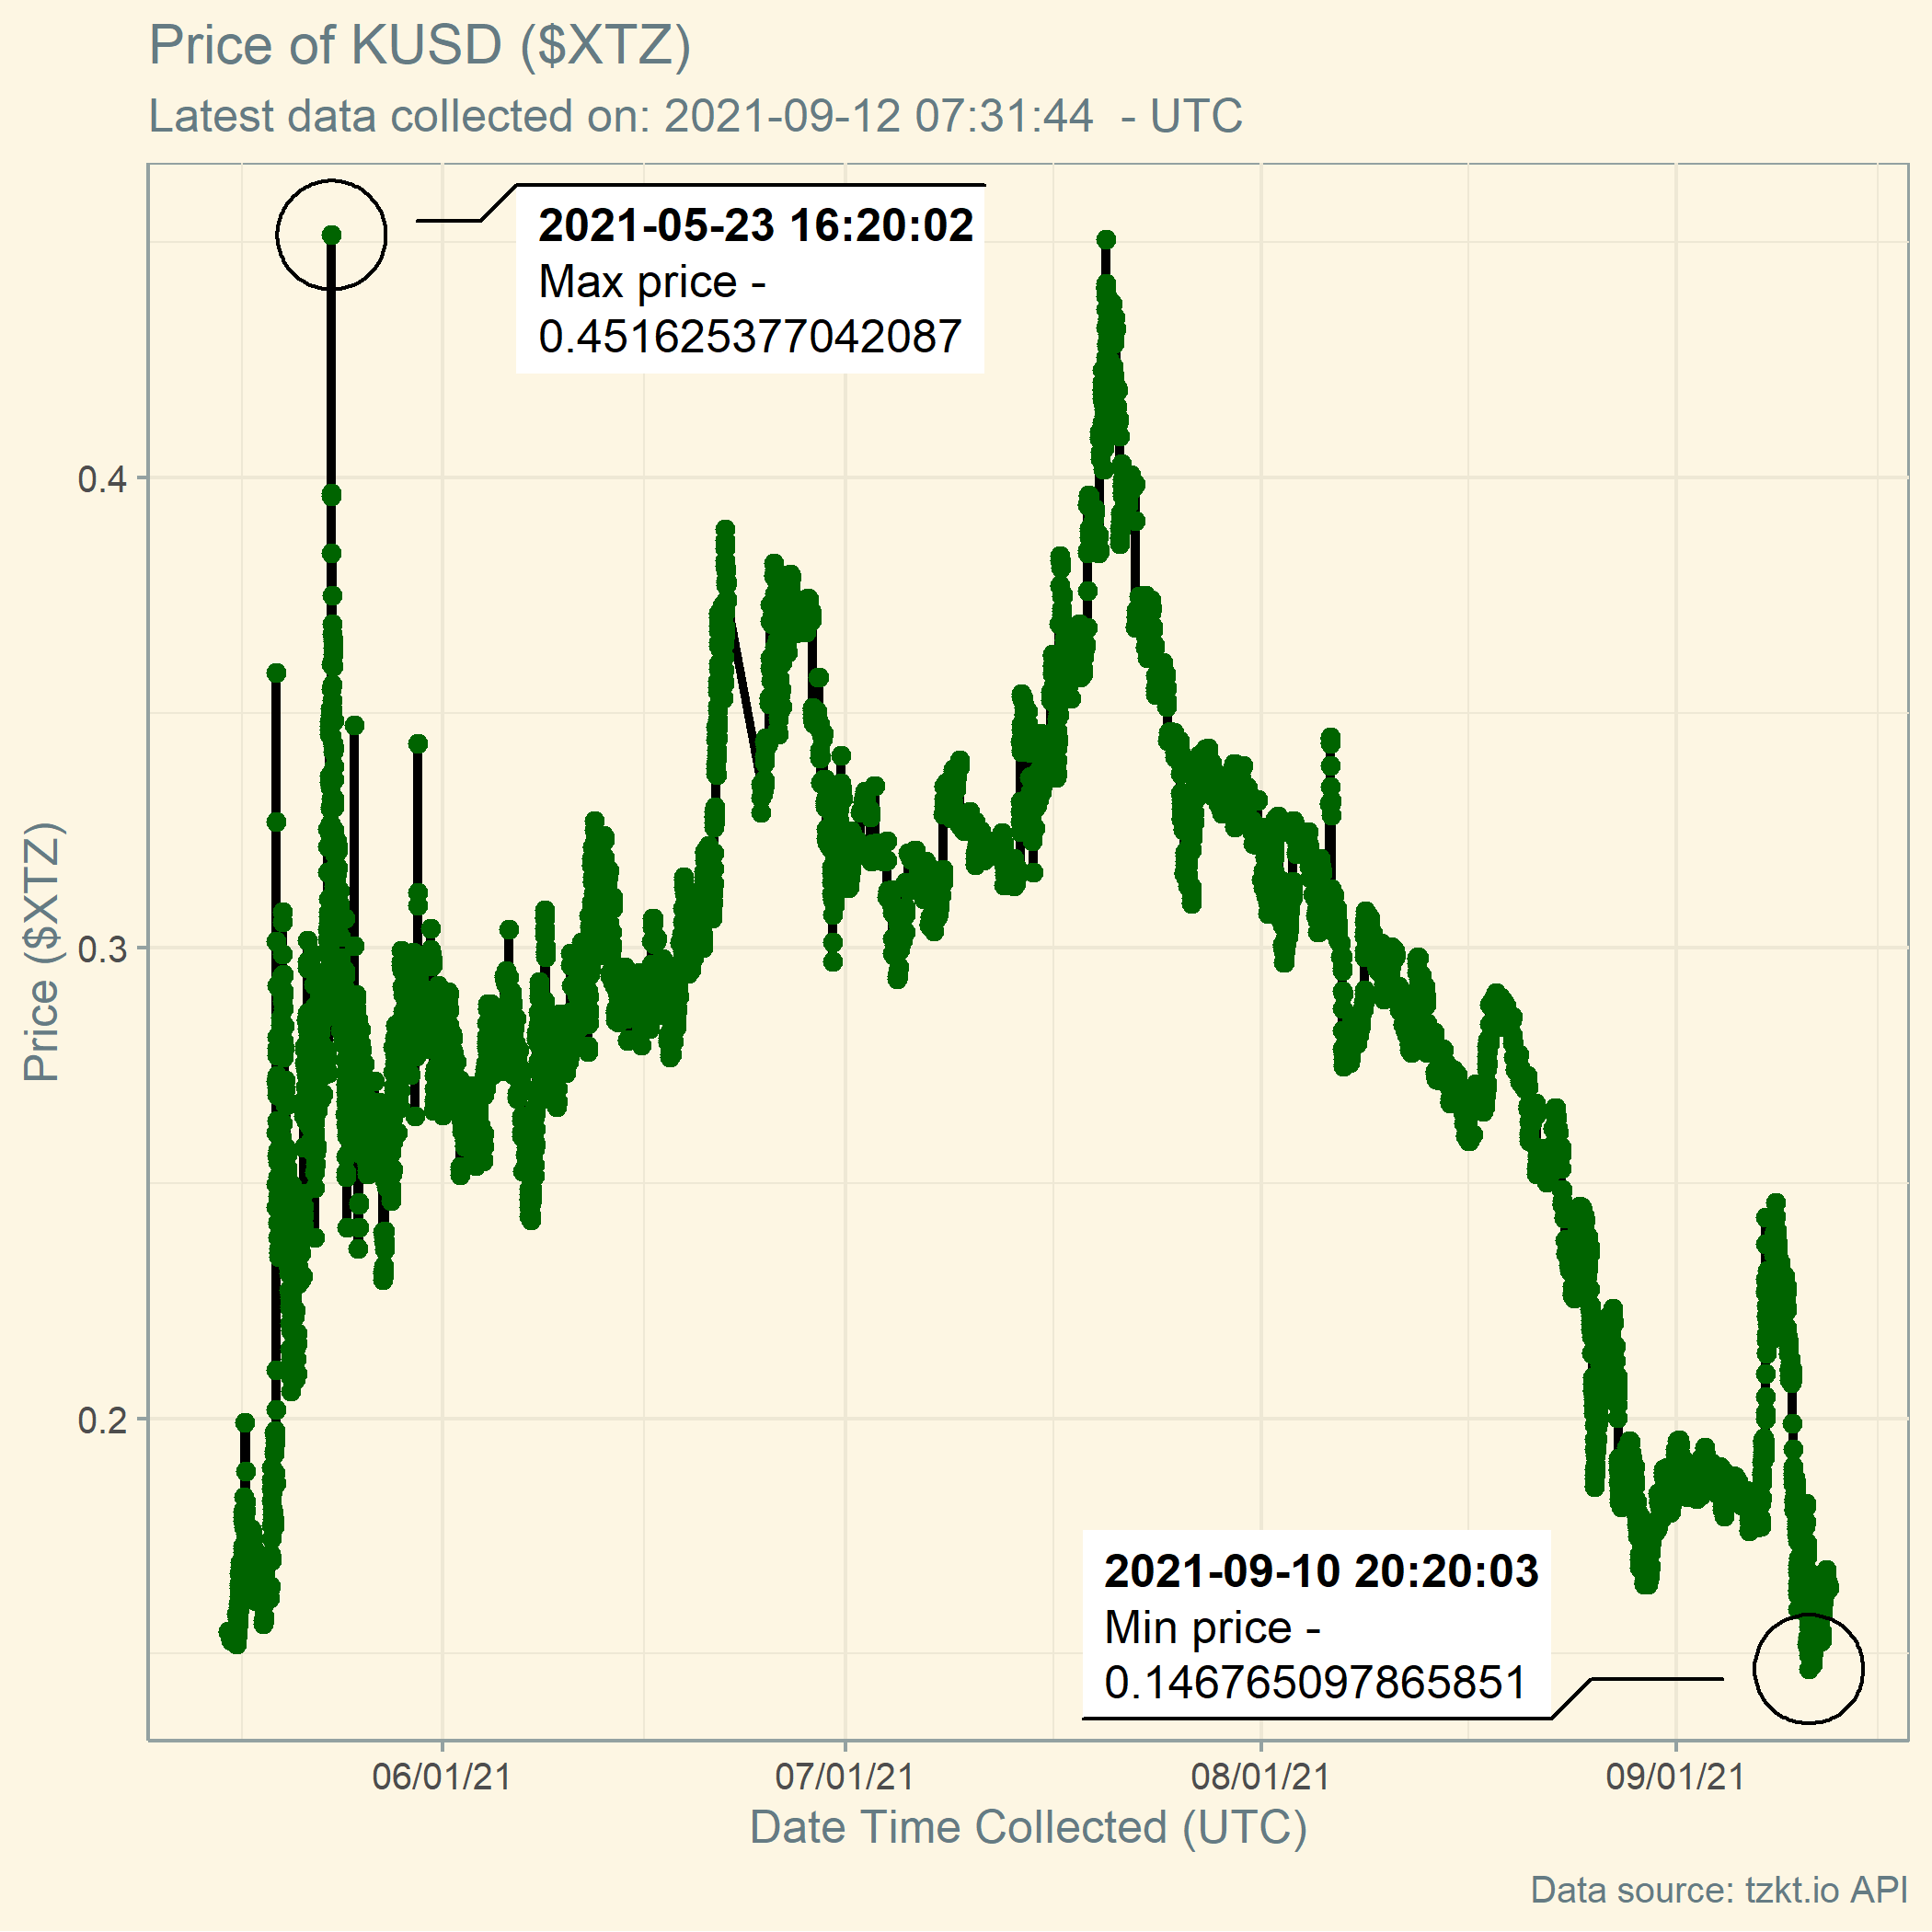 Price of KUSD ($XTZ)
Latest data collected on: 2021-09-12 07:31:44  - UTC
2021-05-23 16:20:02
Max price -
0.451625377042087
0.4
0.3
0.2
Price ($XTZ)
2021-09-10 20:20:03
Min price -
0.146765097865851
06/01/21
07/01/21
08/01/21
09/01/21
Date Time Collected (UTC)
Data source: tzkt.io API